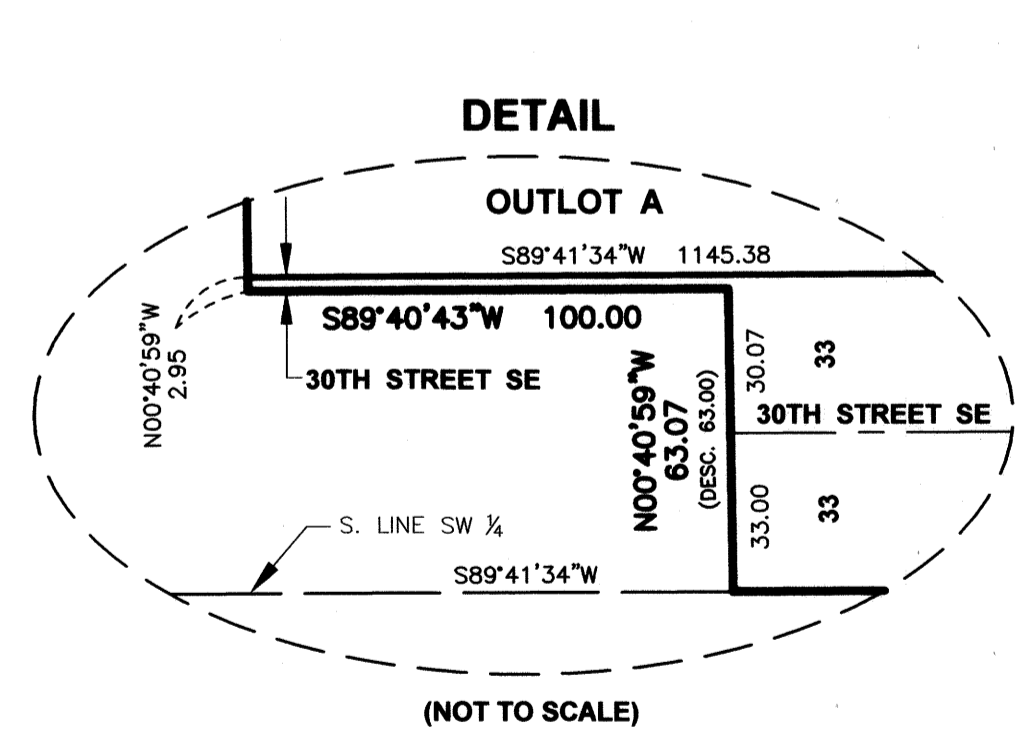 DETAIL
OUTLOT A
S89°41'34"W 1145.38
S89°40'43"W 100.00
N00°40'59"W
2.95
30TH STREET SE
N00°40'59"W
63.07
(DESC. 63.00)
30.07
33
30TH STREET SE
33.00
33
S. LINE SW ¼
S89°41'34"W
(NOT TO SCALE)